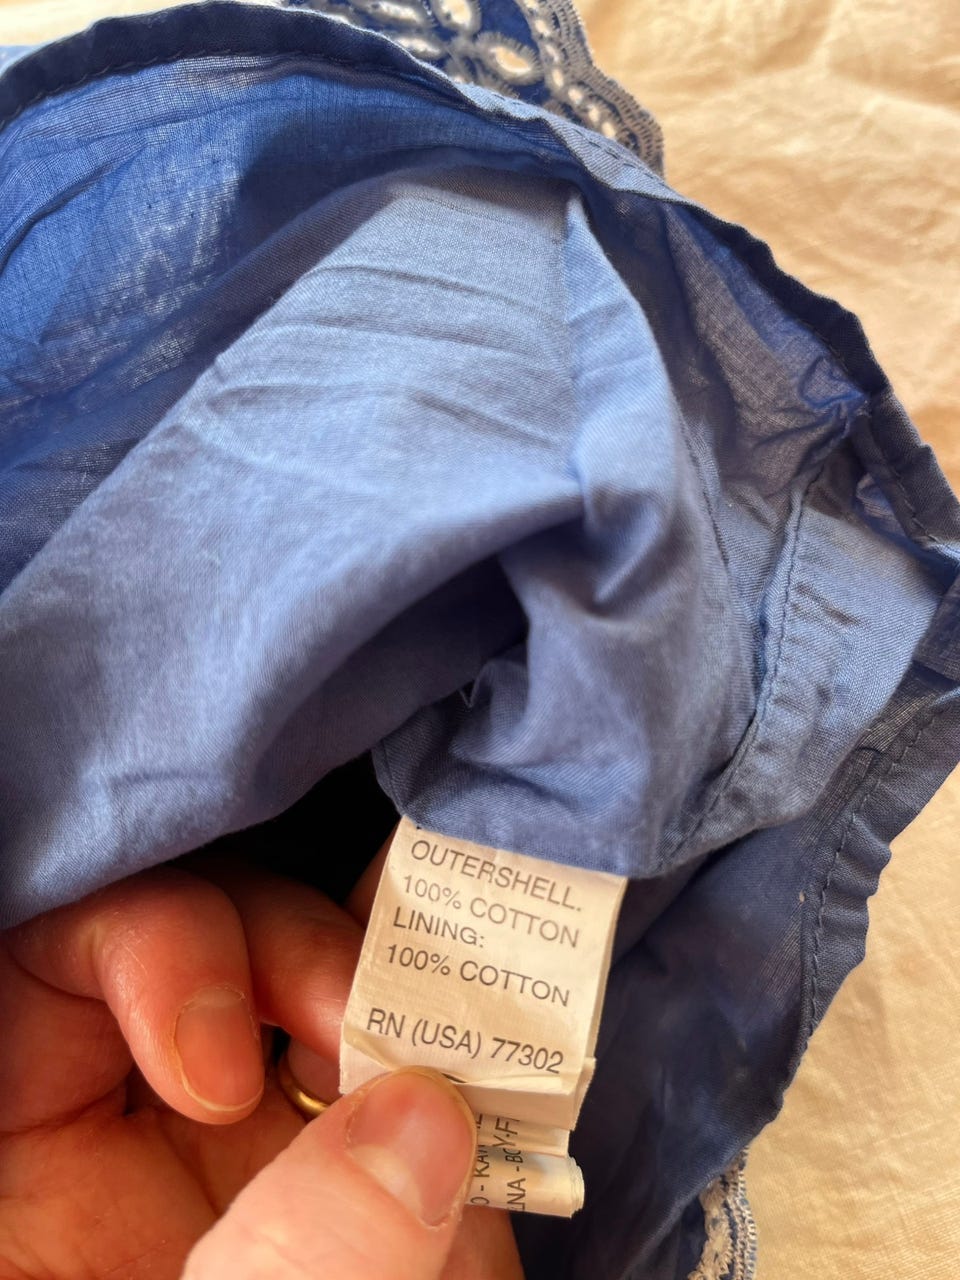 OUTERSHELL.
100% COTTON
LINING:
100% COTTON
RN (USA) 77302